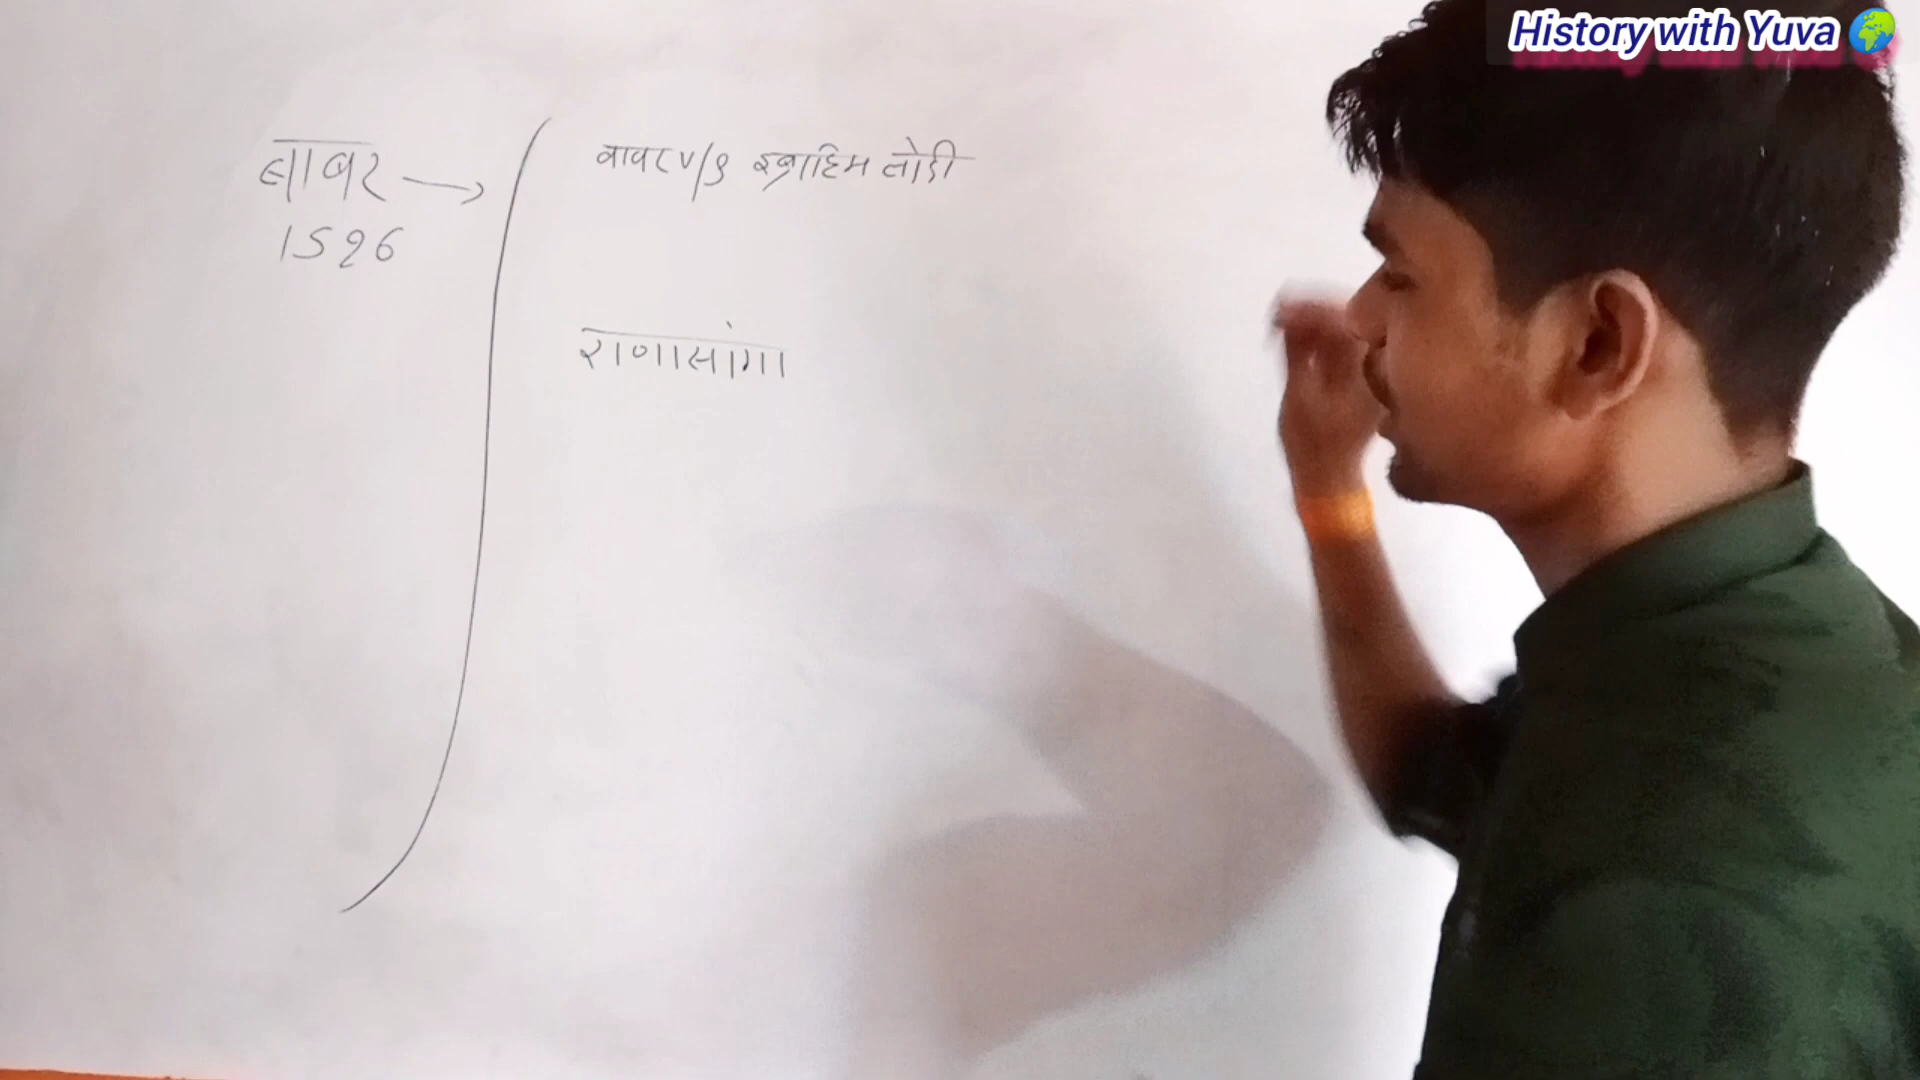 History with Yuva 🌍
बाबर →
1526
बाबर v/s इब्राहिम लोदी
राणासांगा